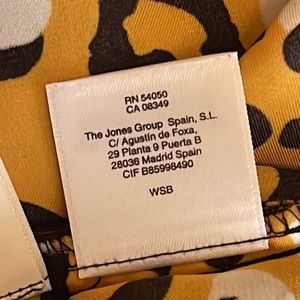 RN 54050
CA 08349
The Jones Group Spain, S.L.
C/ Agustin de Foxa,
29 Planta 9 Puerta B
28036 Madrid Spain
CIF B85998490
WSB